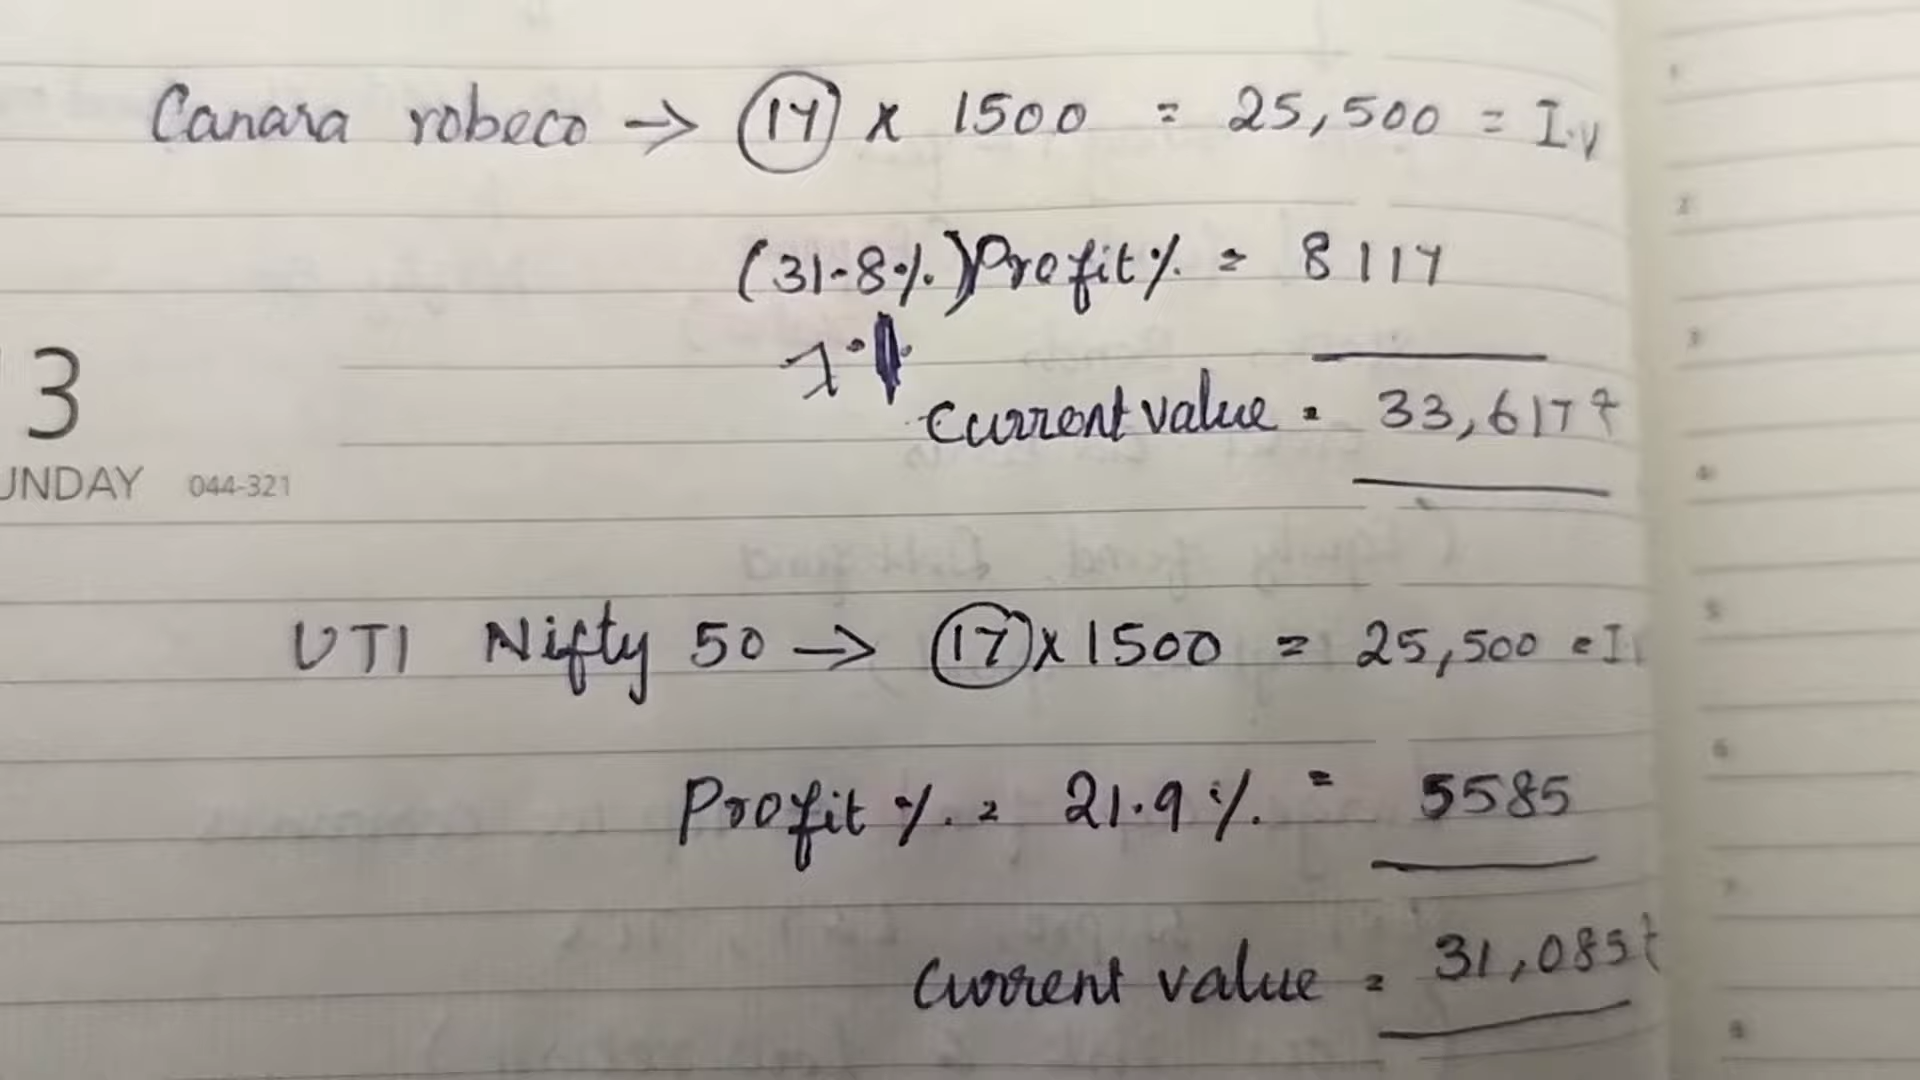 Canara robeco → 17 x 1500 = 25,500 = I.v
(31.8%) Profit % = 8117
Current value = 33,617 ₹
3
UNDAY 044-321
UTI Nifty 50 → 17 x 1500 = 25,500 = I
Profit % = 21.9 % = 5585
Current value = 31,085 ₹